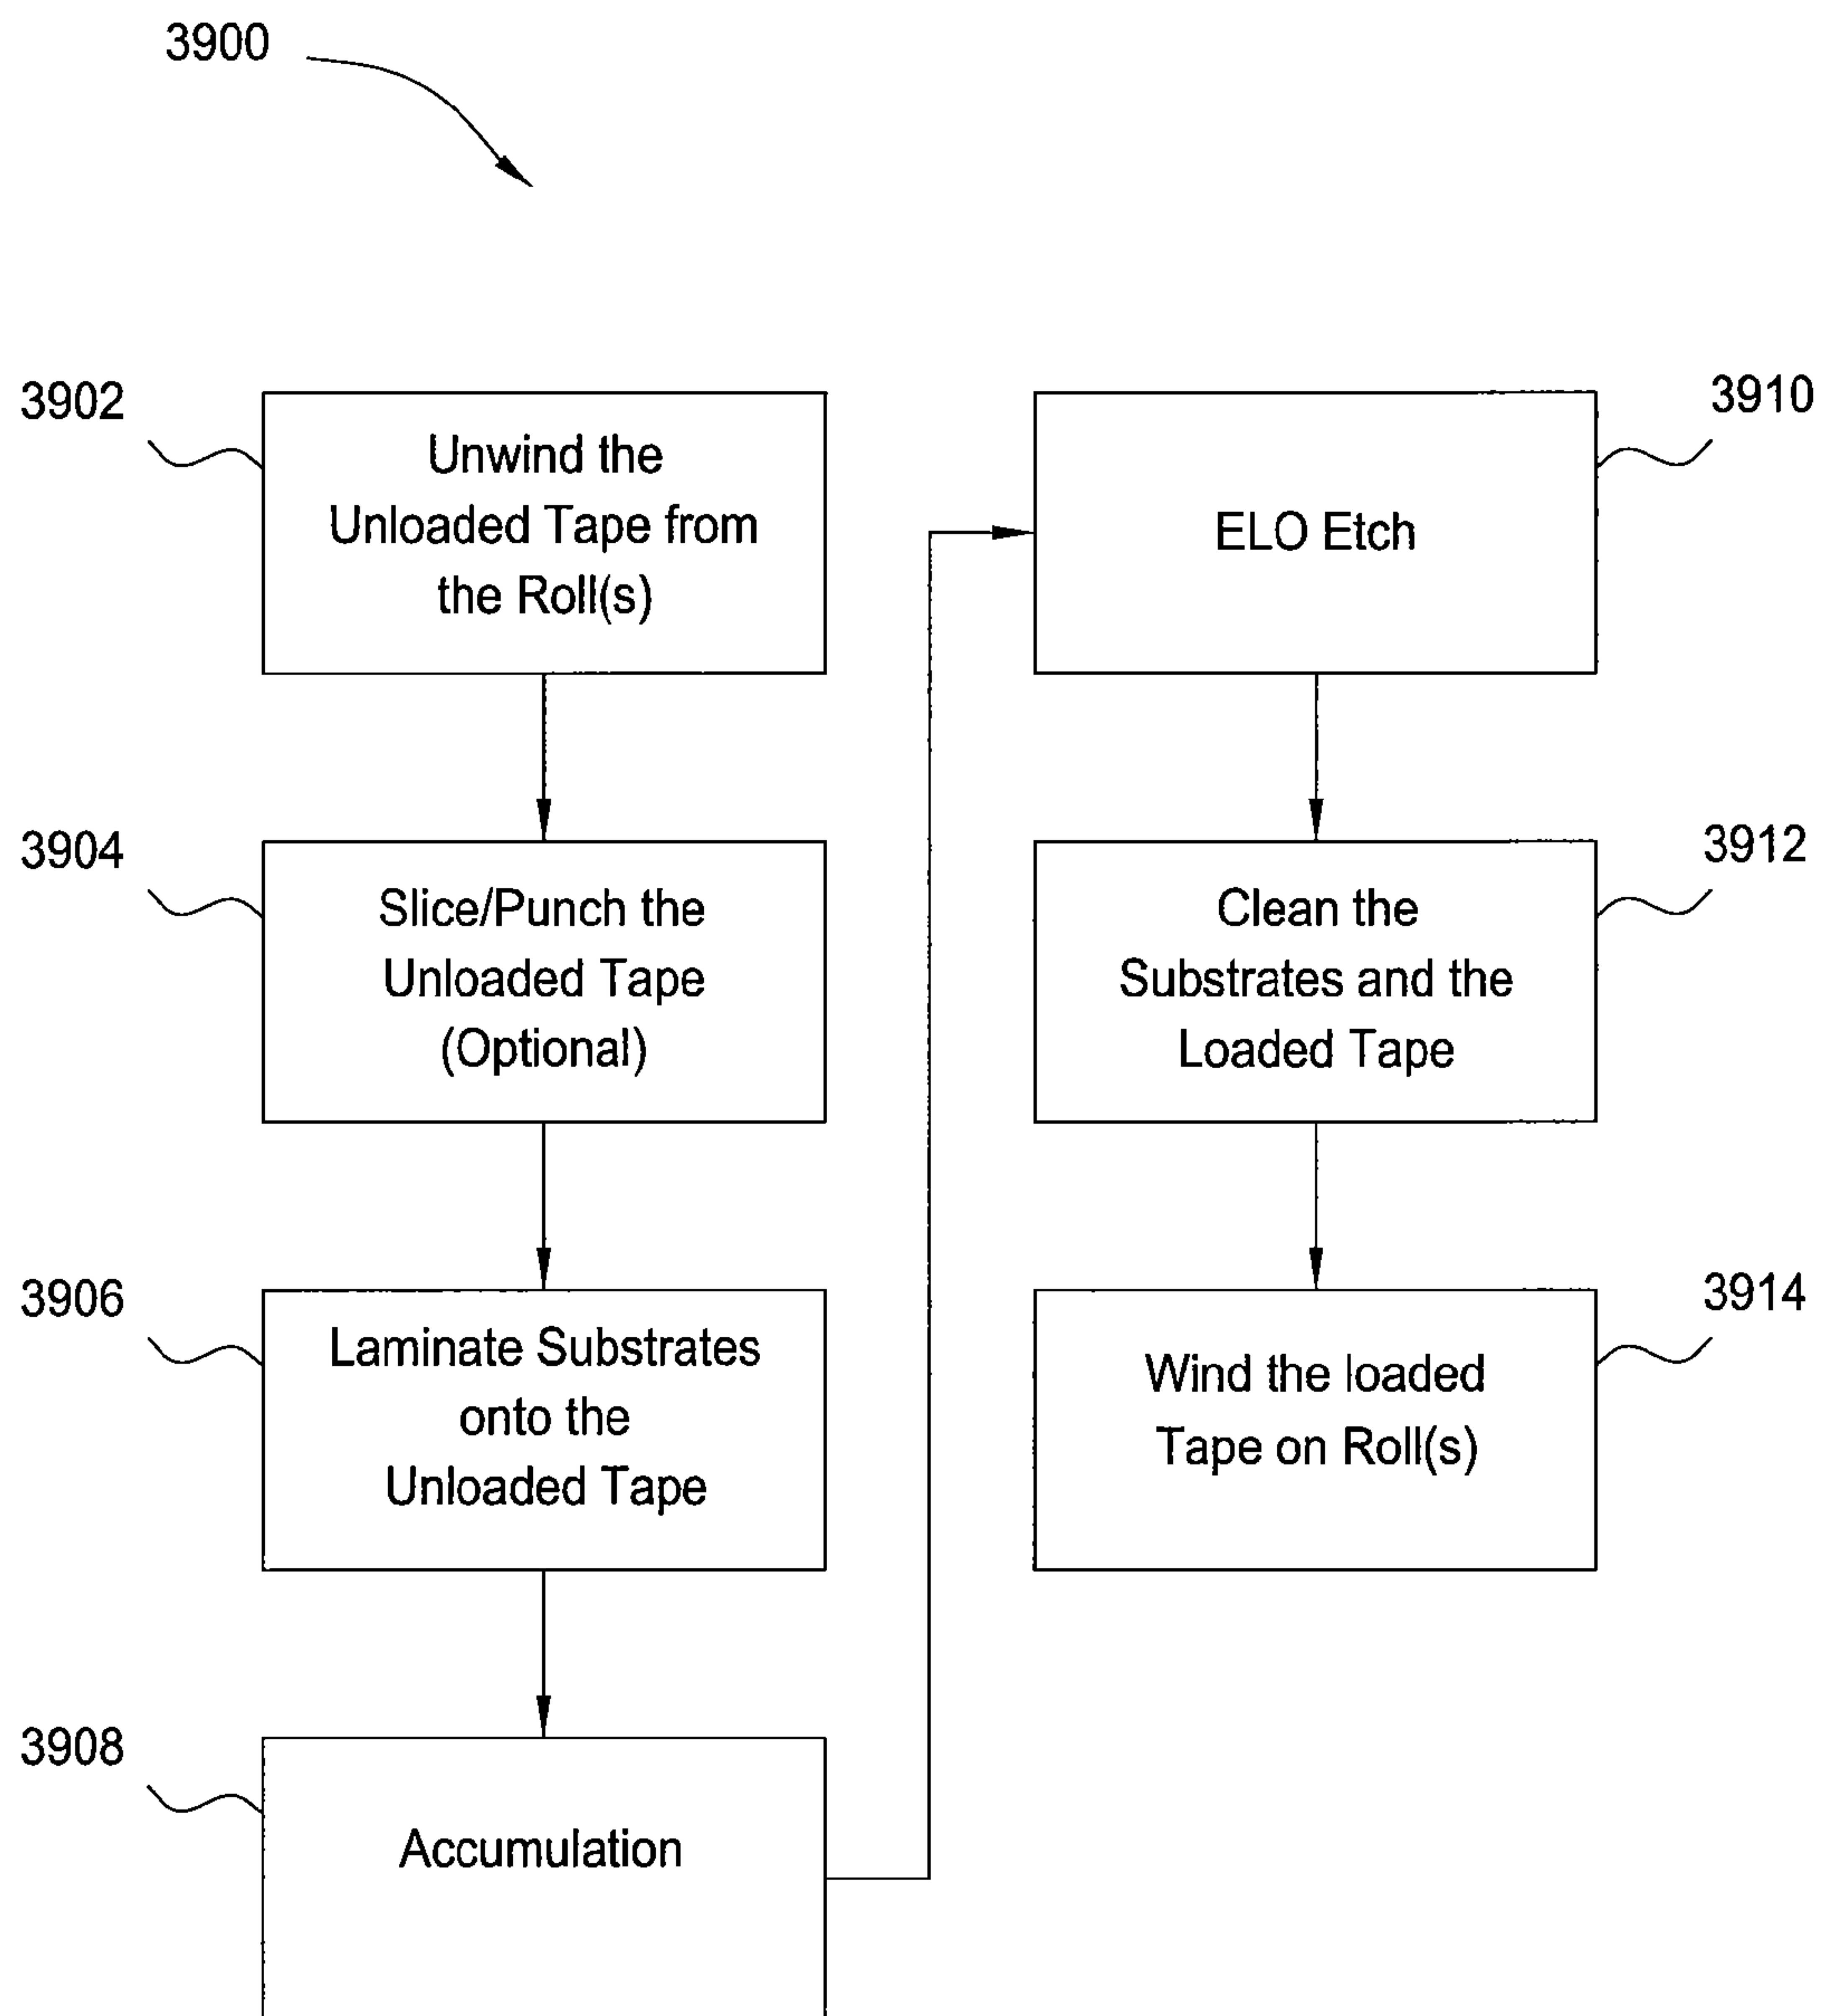 3900
3902
Unwind the
Unloaded Tape from
the Roll(s)
3904
Slice/Punch the
Unloaded Tape
(Optional)
3906
Laminate Substrates
onto the
Unloaded Tape
3908
Accumulation
3910
ELO Etch
3912
Clean the
Substrates and the
Loaded Tape
3914
Wind the loaded
Tape on Roll(s)